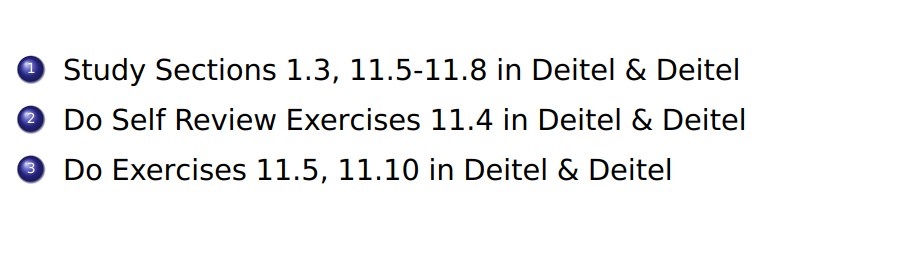 1 Study Sections 1.3, 11.5-11.8 in Deitel & Deitel
2 Do Self Review Exercises 11.4 in Deitel & Deitel
3 Do Exercises 11.5, 11.10 in Deitel & Deitel